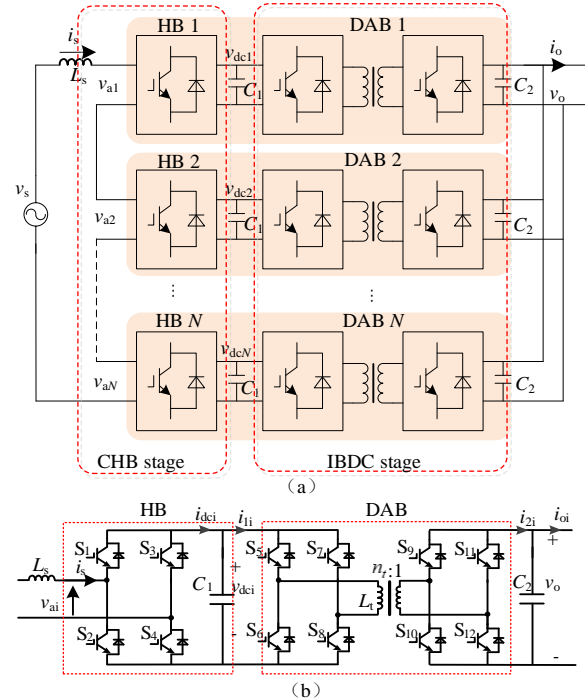 HB 1 DAB 1
i_s v_dc1 i_o
L_s v_a1 C_1 C_2 v_o
HB 2 DAB 2
v_s v_dc2
v_a2 C_1 C_2
⋮ ⋮
HB N DAB N
v_dcN
v_aN C_1 C_2
CHB stage IBDC stage
（a）
HB i_dci i_1i DAB i_2i i_oi
S_1 S_3 + S_5 S_7 n_t:1 S_9 S_11 +
L_s i_s C_1 v_dci L_t C_2 v_o
v_ai
S_2 S_4 - S_6 S_8 S_10 S_12 -
（b）